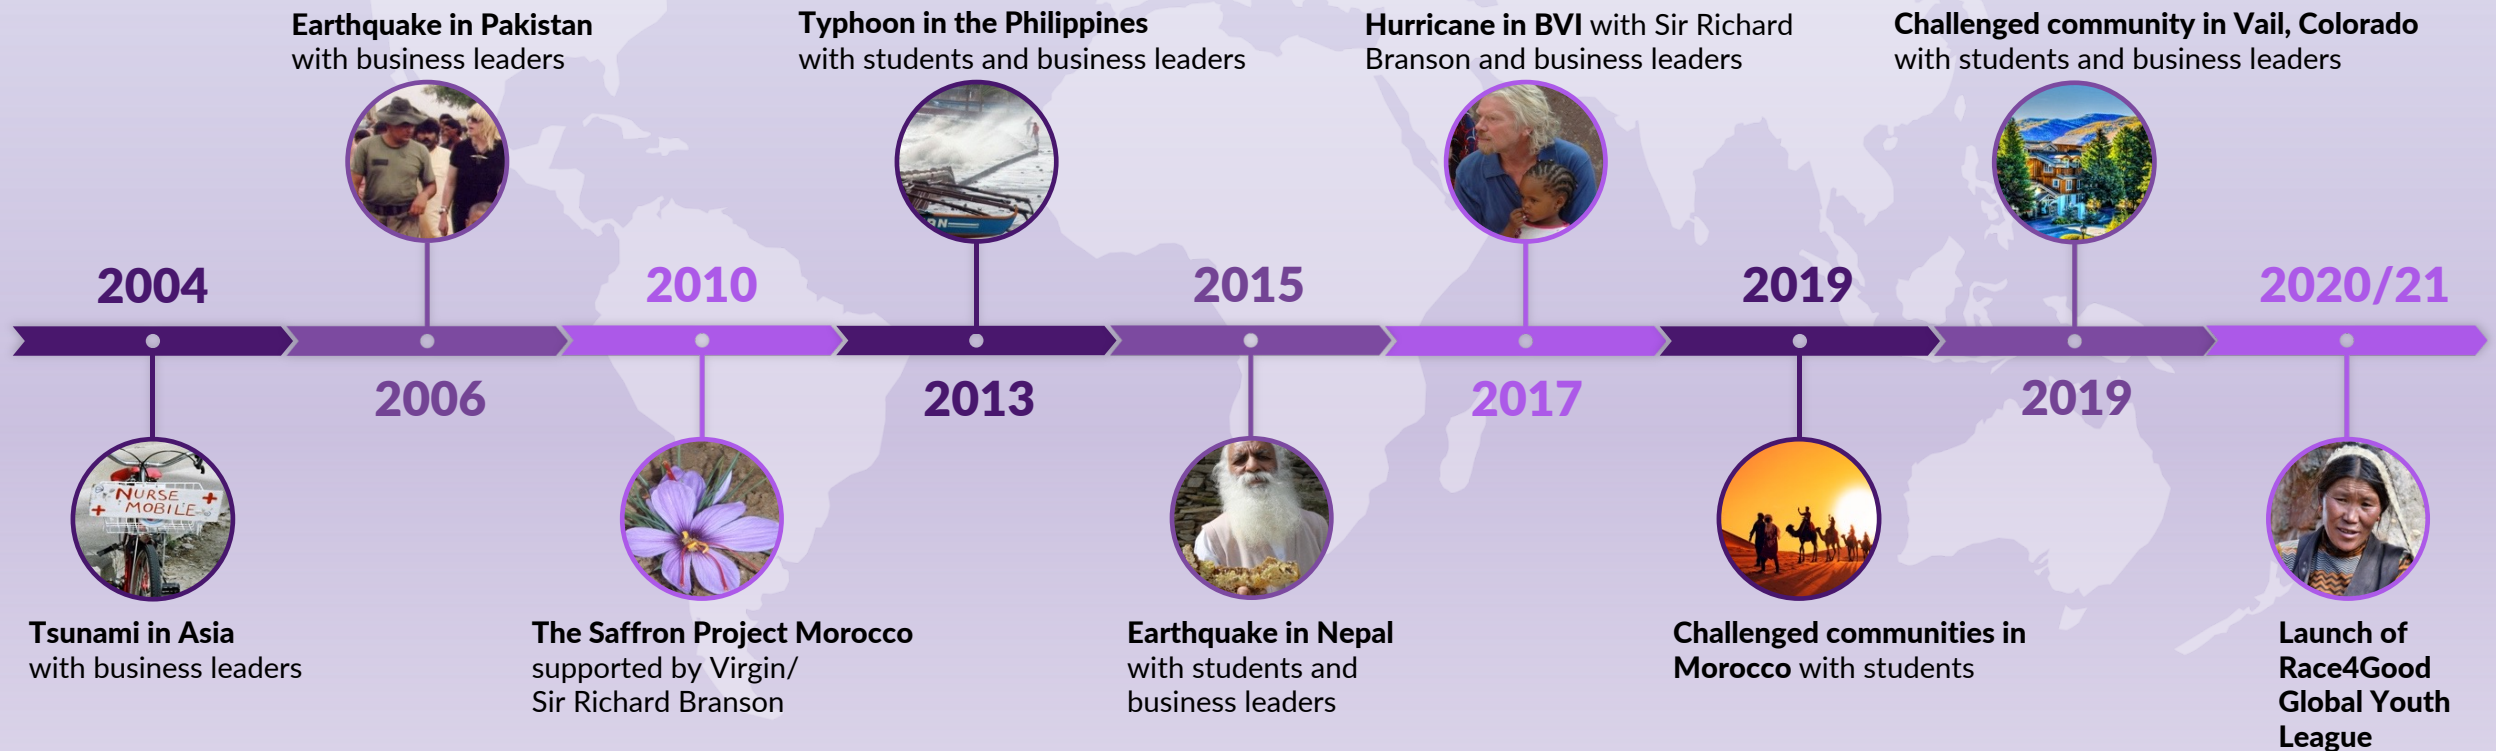 Earthquake in Pakistan
with business leaders
Typhoon in the Philippines
with students and business leaders
Hurricane in BVI with Sir Richard
Branson and business leaders
Challenged community in Vail, Colorado
with students and business leaders
2004
2010
2015
2019
2020/21
2006
2013
2017
2019
NURSE
MOBILE
Tsunami in Asia
with business leaders
The Saffron Project Morocco
supported by Virgin/
Sir Richard Branson
Earthquake in Nepal
with students and
business leaders
Challenged communities in
Morocco with students
Launch of
Race4Good
Global Youth
League